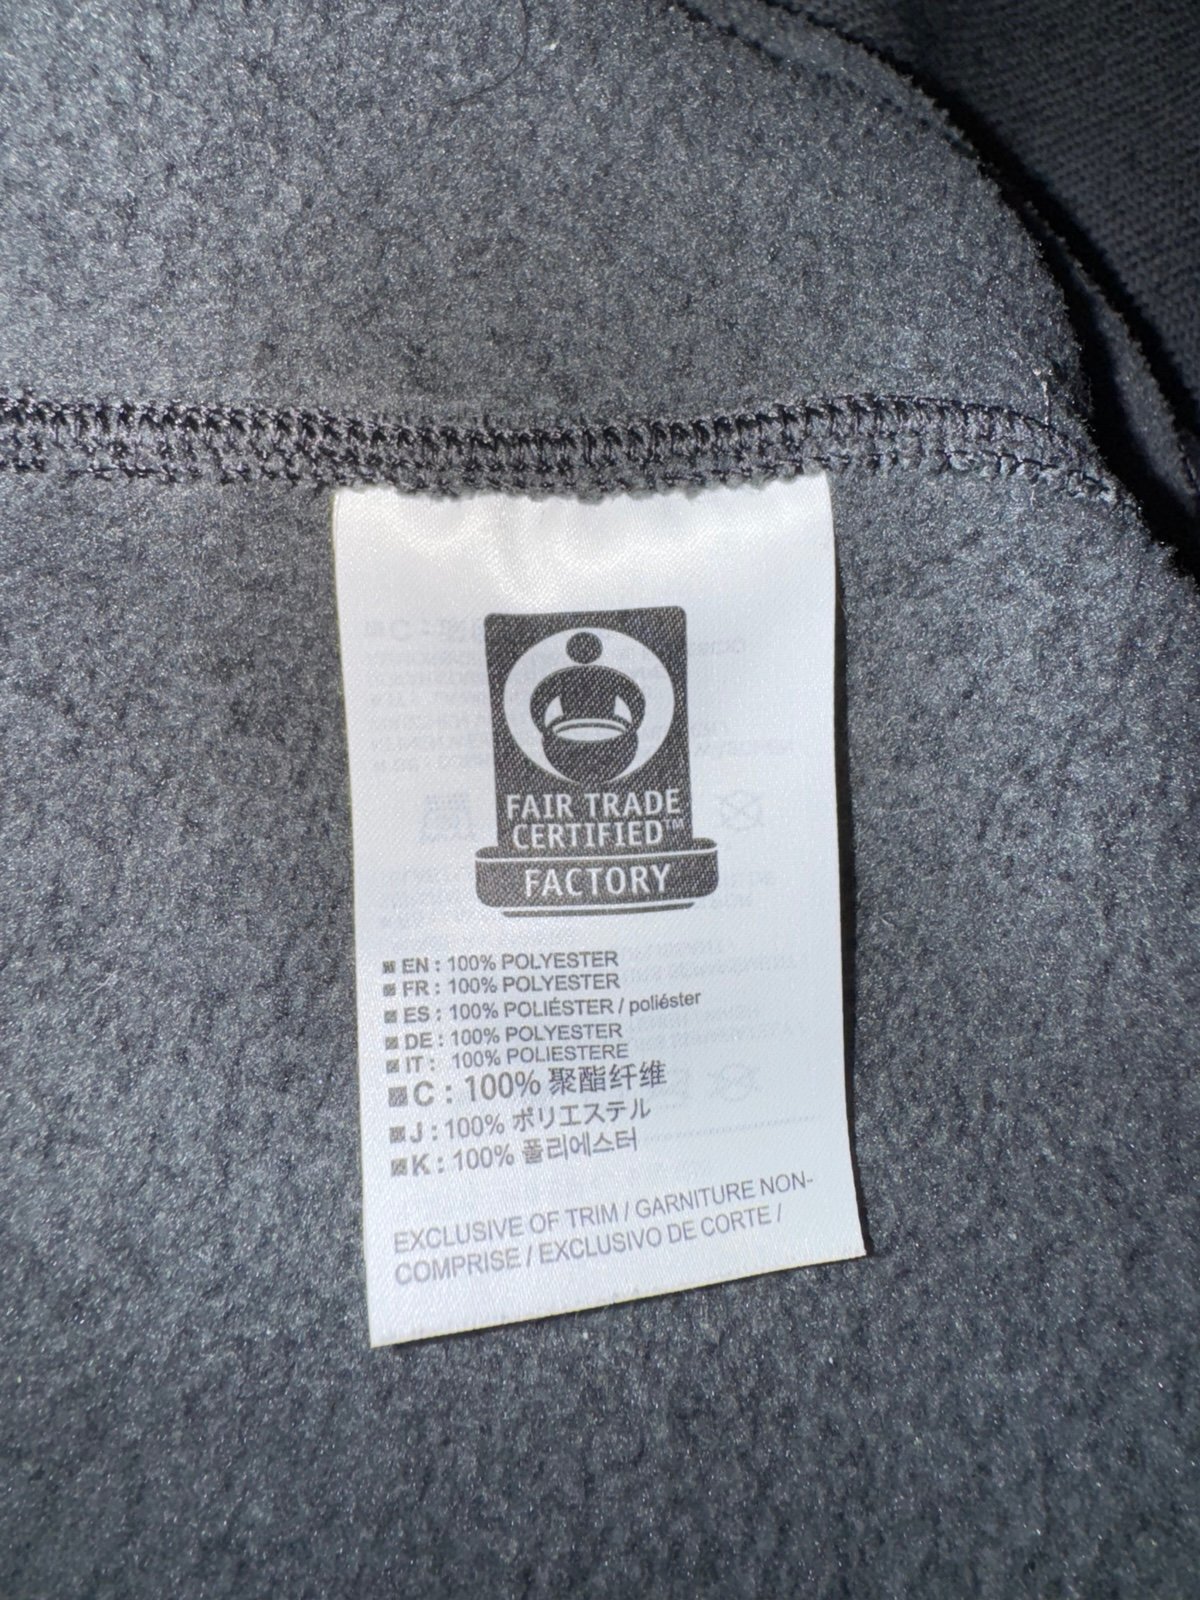 FAIR TRADE
CERTIFIED™
FACTORY
EN : 100% POLYESTER
FR : 100% POLYESTER
ES : 100% POLIÉSTER / poliéster
DE : 100% POLYESTER
IT : 100% POLIESTERE
C : 100% 聚酯纤维
J : 100% ポリエステル
K : 100% 폴리에스터
EXCLUSIVE OF TRIM / GARNITURE NON-
COMPRISE / EXCLUSIVO DE CORTE /